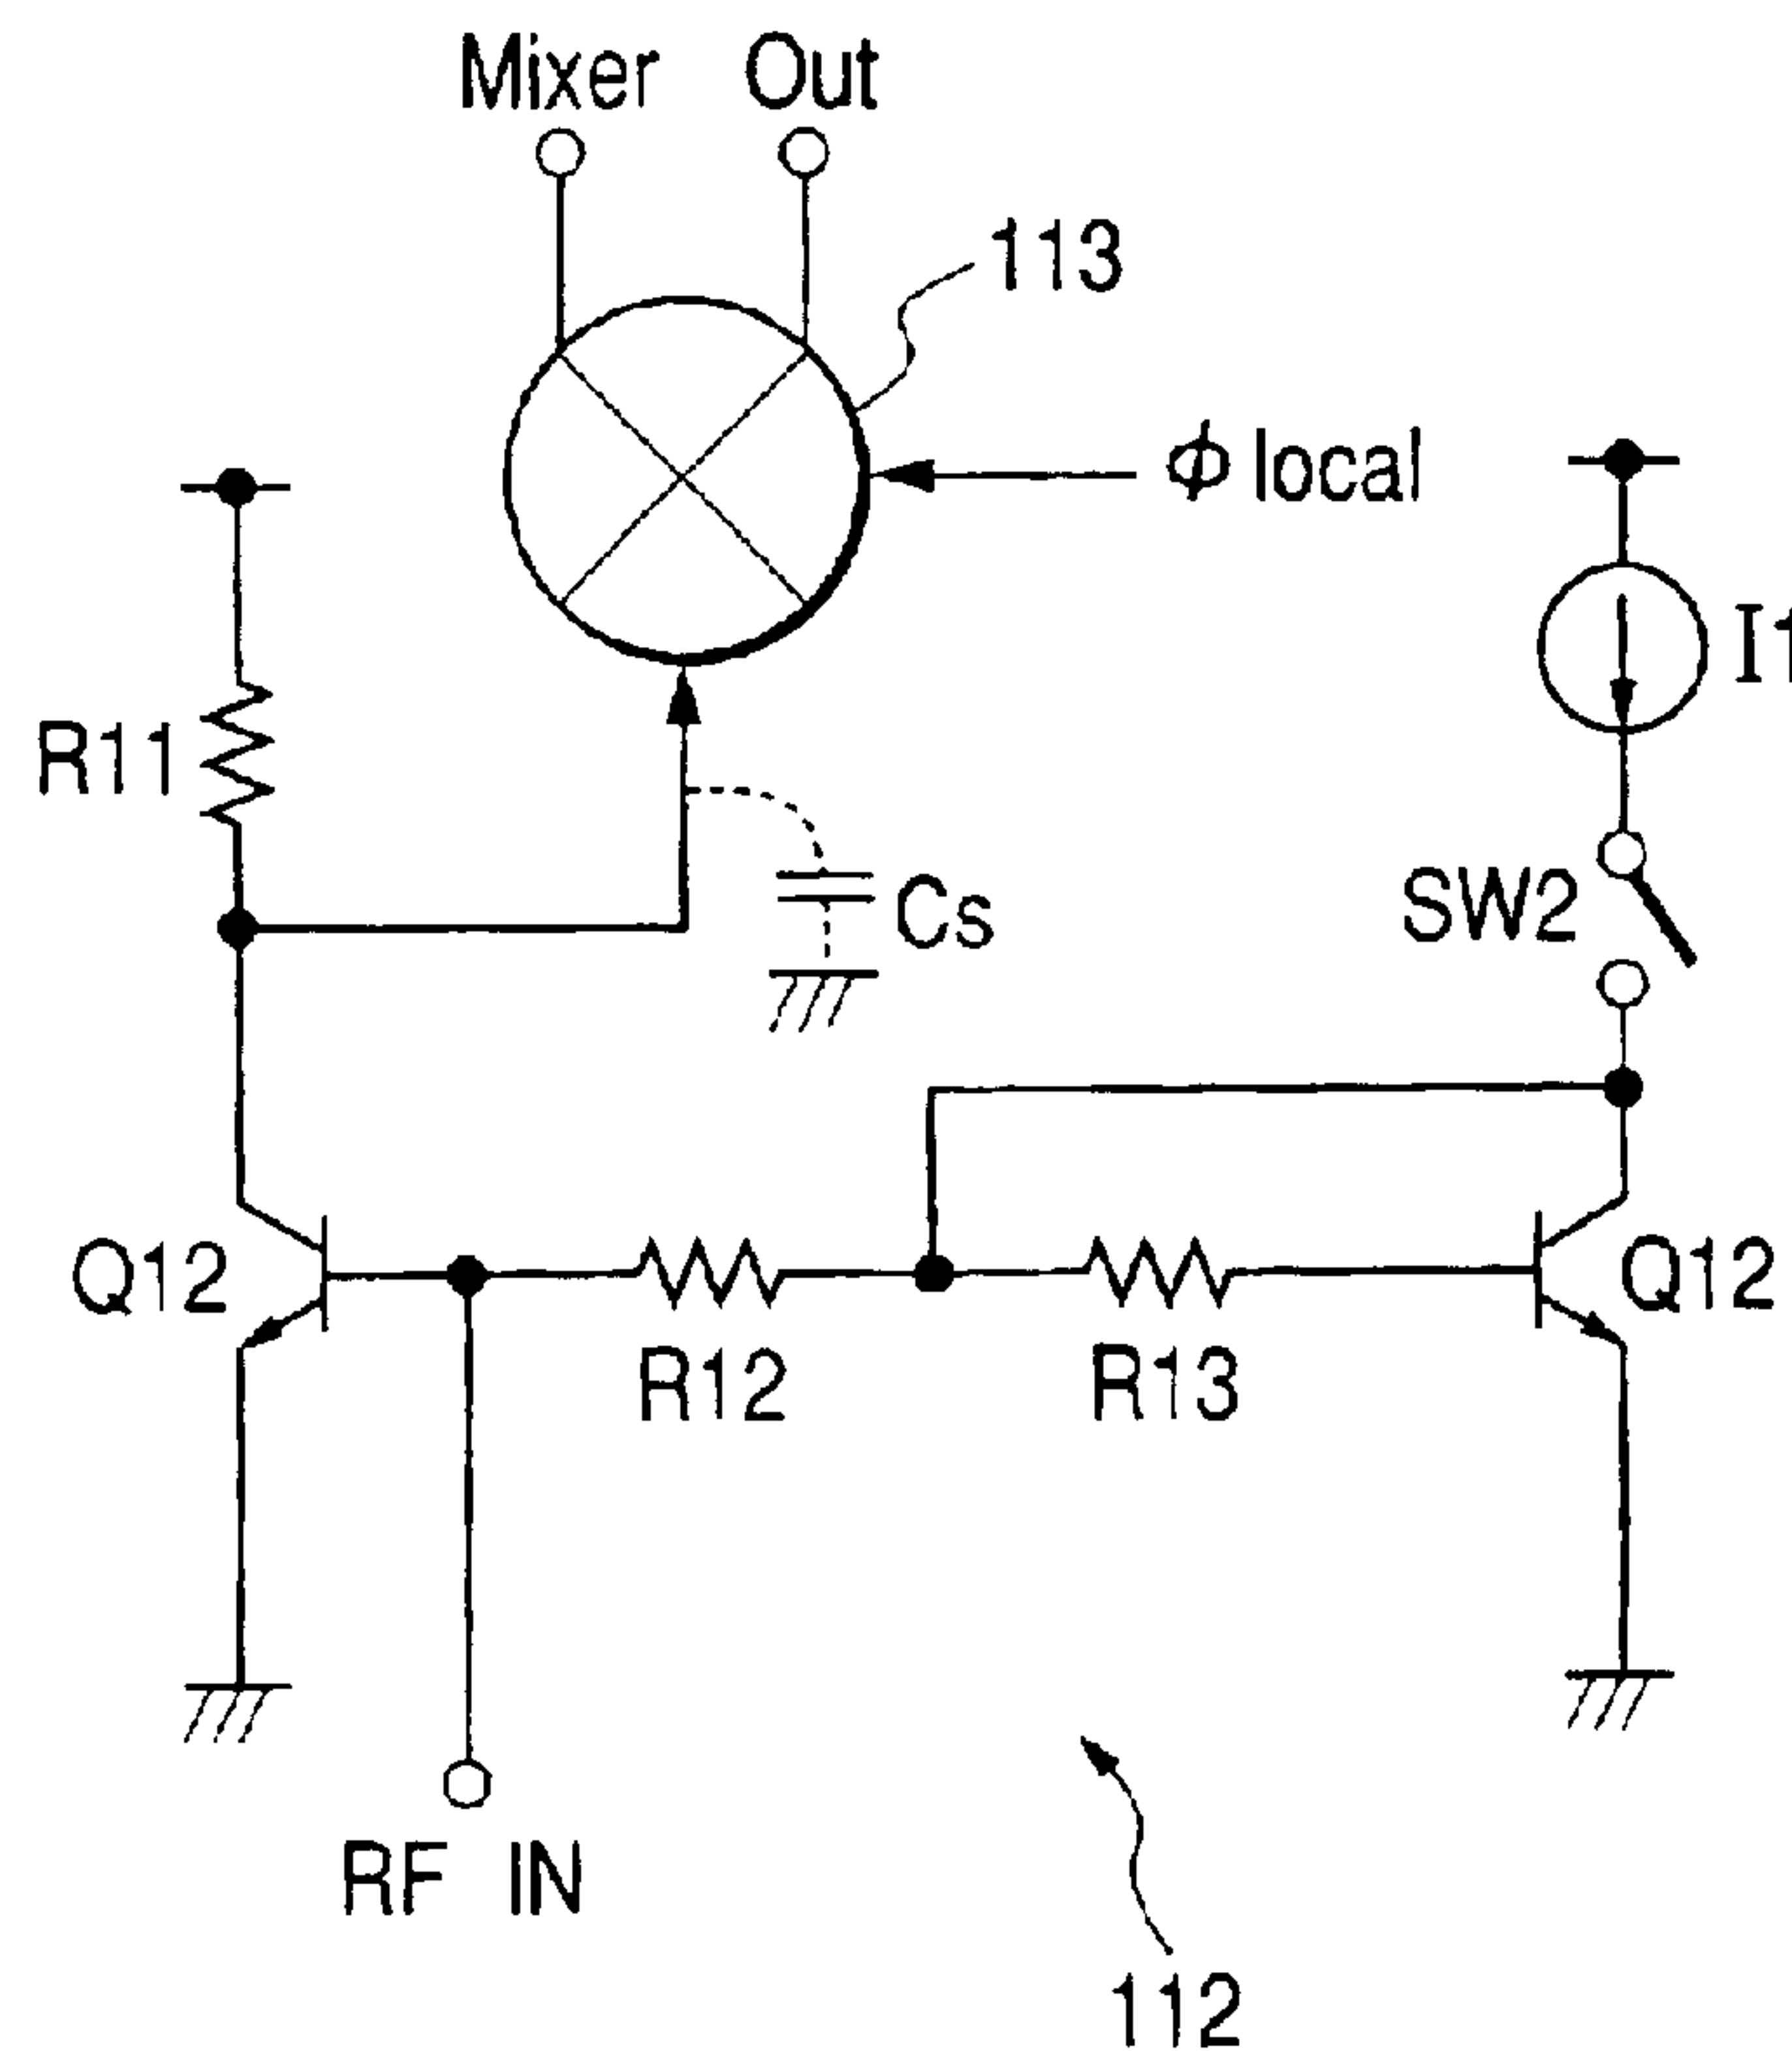 Mixer Out
113
Φ local
I1
R11
Cs
SW2
Q12
Q12
R12
R13
RF IN
112